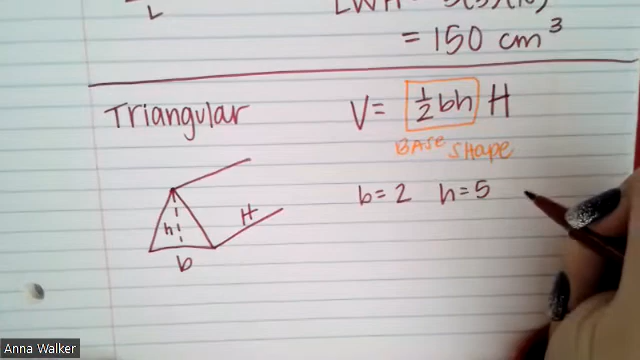 L
= 150 cm³
Triangular
V = ½bh H
BASE SHAPE
h
H
b
b = 2 h = 5
Anna Walker